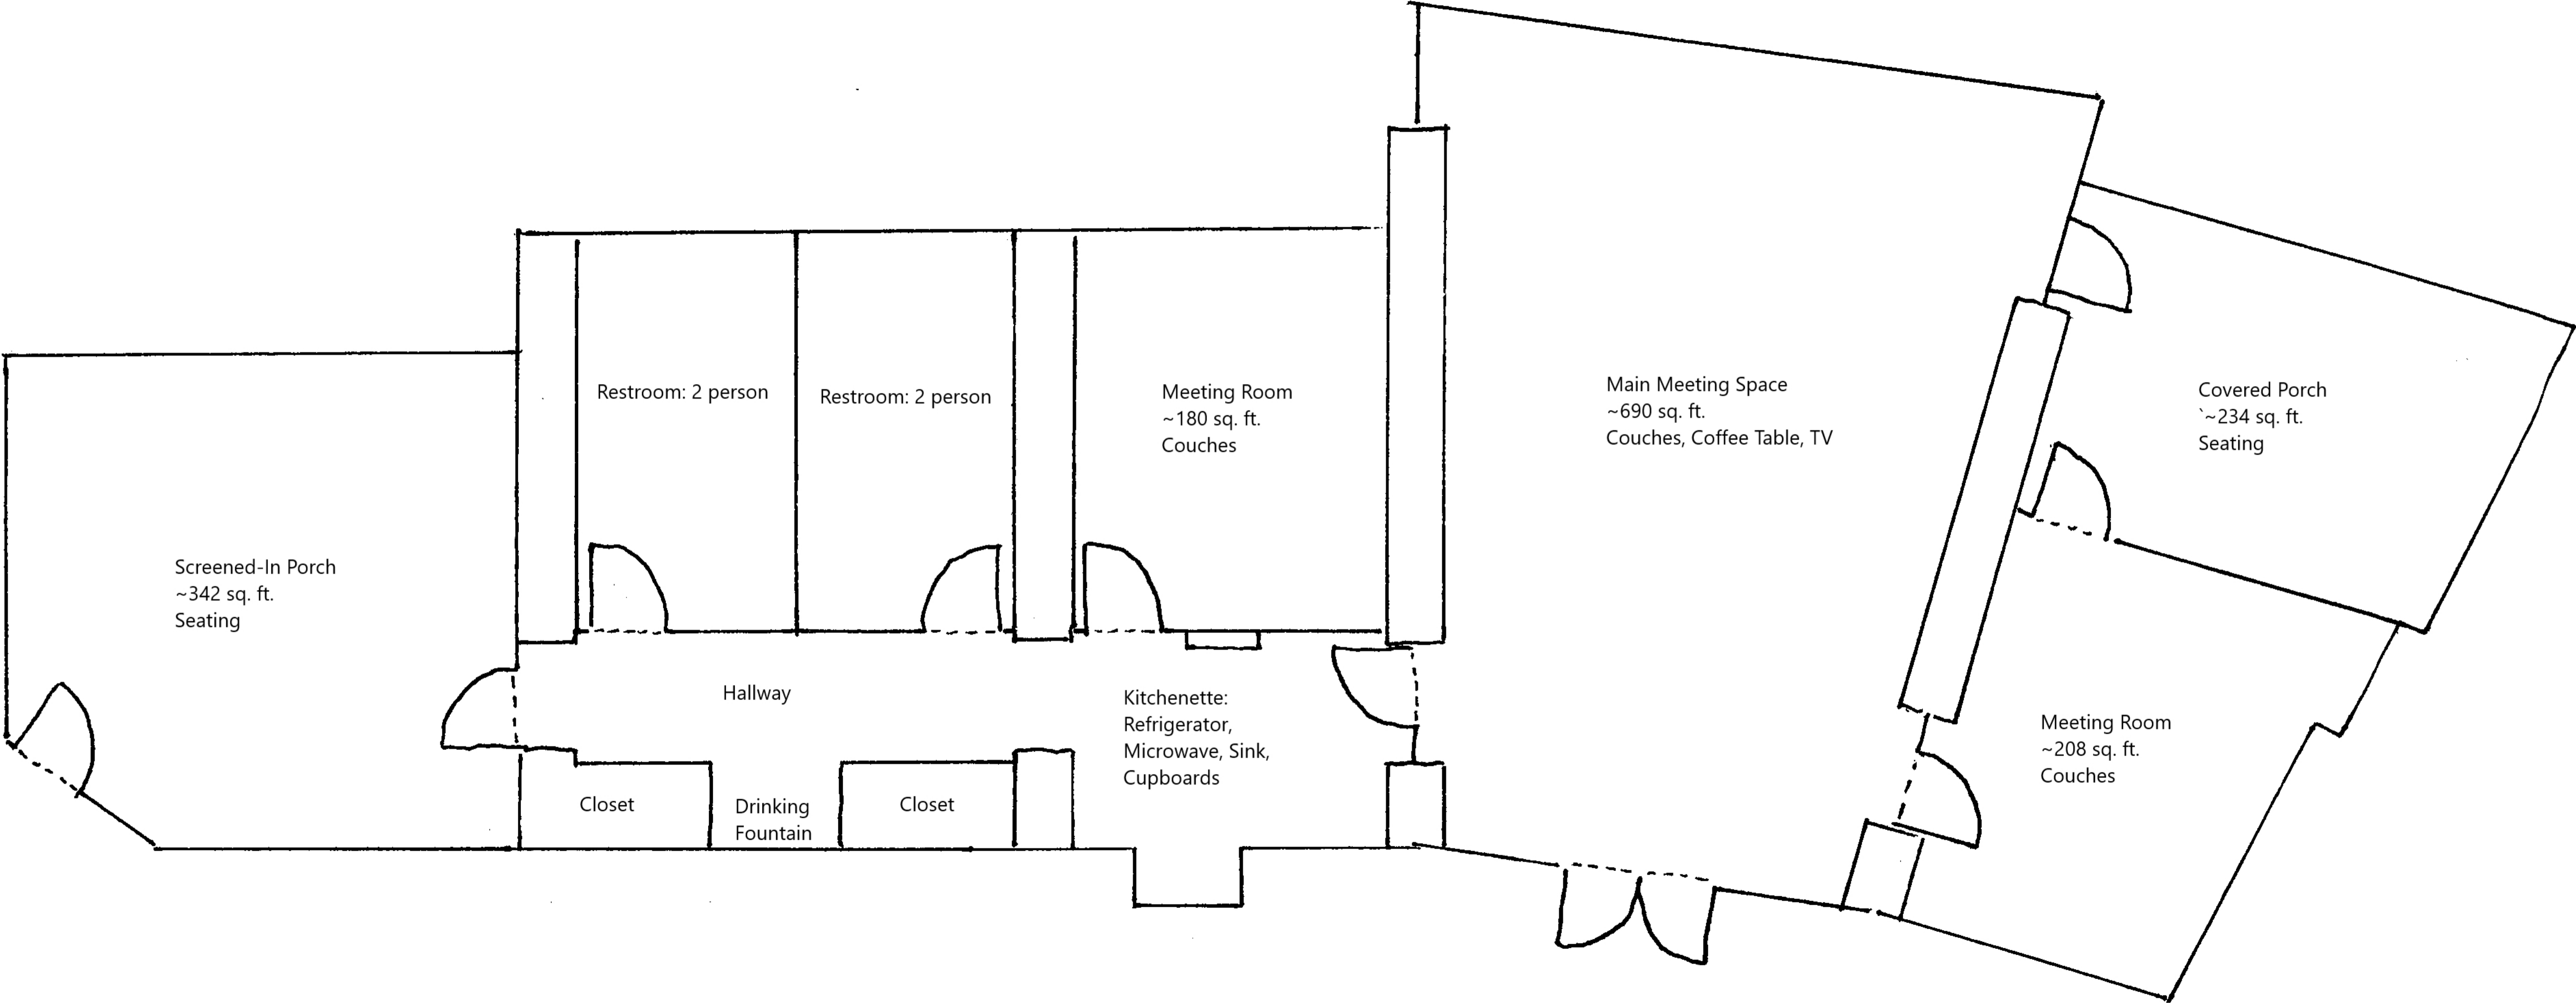 Restroom: 2 person
Restroom: 2 person
Meeting Room
~180 sq. ft.
Couches
Main Meeting Space
~690 sq. ft.
Couches, Coffee Table, TV
Covered Porch
`~234 sq. ft.
Seating
Screened-In Porch
~342 sq. ft.
Seating
Hallway
Kitchenette:
Refrigerator,
Microwave, Sink,
Cupboards
Meeting Room
~208 sq. ft.
Couches
Closet
Drinking
Fountain
Closet